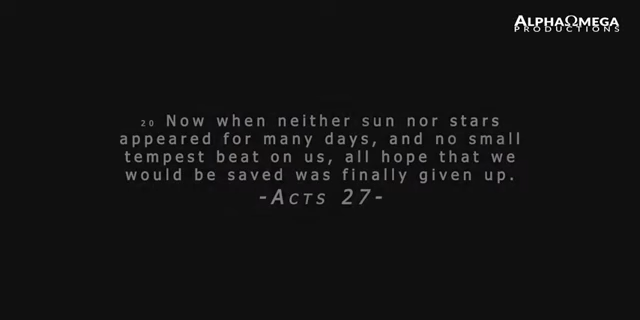 ALPHAΩMEGA
PRODUCTIONS
20 Now when neither sun nor stars
appeared for many days, and no small
tempest beat on us, all hope that we
would be saved was finally given up.
-ACTS 27-